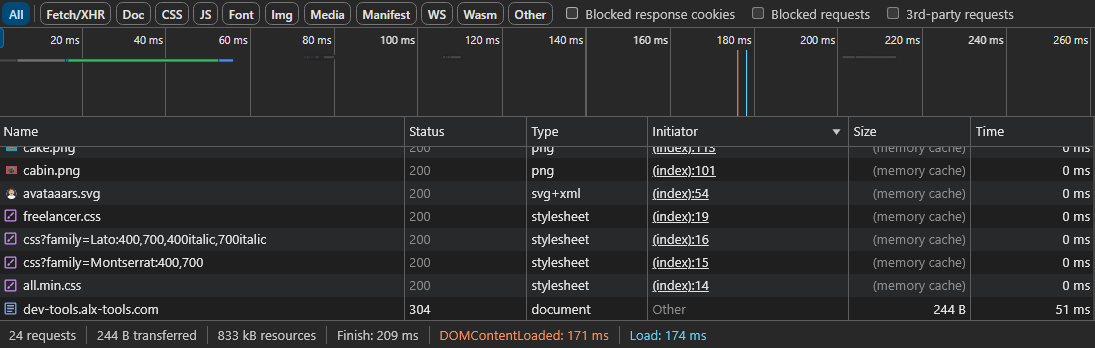 All Fetch/XHR Doc CSS JS Font Img Media Manifest WS Wasm Other Blocked response cookies Blocked requests 3rd-party requests
20 ms 40 ms 60 ms 80 ms 100 ms 120 ms 140 ms 160 ms 180 ms 200 ms 220 ms 240 ms 260 ms
Name Status Type Initiator Size Time
cake.png 200 png (index):113 (memory cache) 0 ms
cabin.png 200 png (index):101 (memory cache) 0 ms
avataaars.svg 200 svg+xml (index):54 (memory cache) 0 ms
freelancer.css 200 stylesheet (index):19 (memory cache) 0 ms
css?family=Lato:400,700,400italic,700italic 200 stylesheet (index):16 (memory cache) 0 ms
css?family=Montserrat:400,700 200 stylesheet (index):15 (memory cache) 0 ms
all.min.css 200 stylesheet (index):14 (memory cache) 0 ms
dev-tools.alx-tools.com 304 document Other 244 B 51 ms
24 requests 244 B transferred 833 kB resources Finish: 209 ms DOMContentLoaded: 171 ms Load: 174 ms